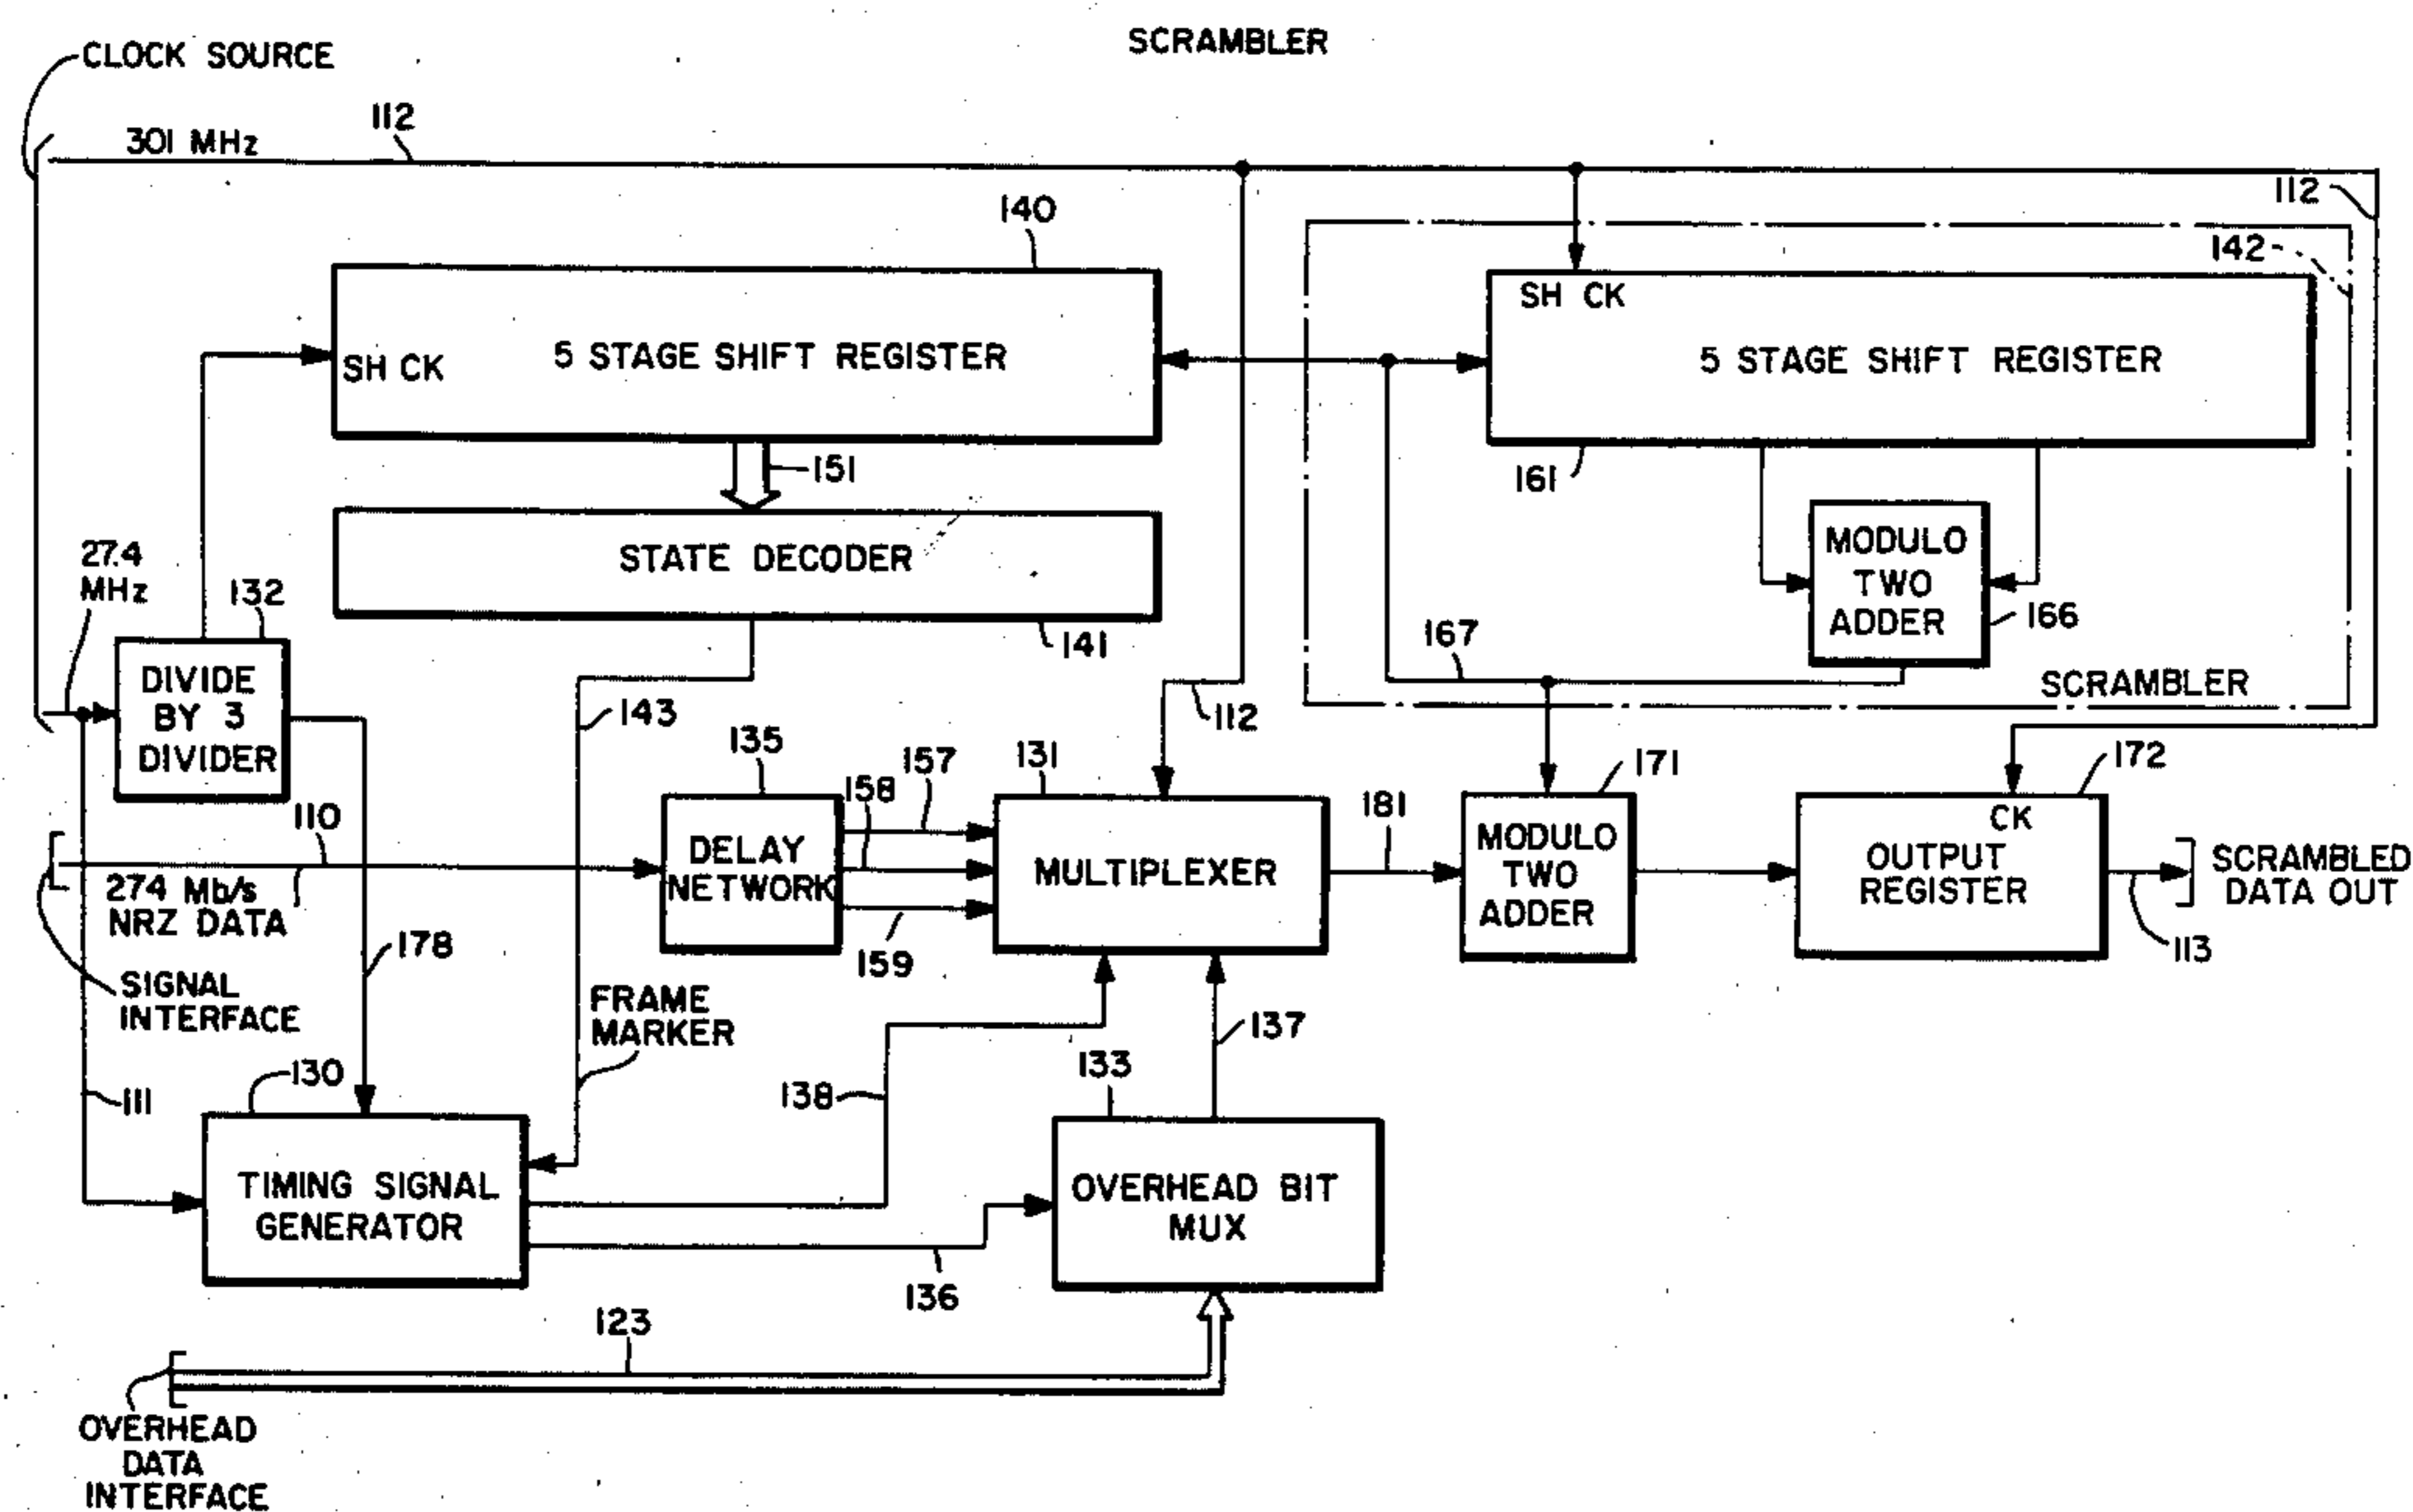 SCRAMBLER
CLOCK SOURCE
301 MHz
112
112
140
142
SH CK
5 STAGE SHIFT REGISTER
SH CK
5 STAGE SHIFT REGISTER
151
161
STATE DECODER
141
MODULO
TWO
ADDER
166
167
SCRAMBLER
27.4
MHz
132
DIVIDE
BY 3
DIVIDER
143
112
135
157
158
159
131
181
171
172
110
274 Mb/s
NRZ DATA
DELAY
NETWORK
MULTIPLEXER
MODULO
TWO
ADDER
CK
OUTPUT
REGISTER
SCRAMBLED
DATA OUT
113
178
SIGNAL
INTERFACE
FRAME
MARKER
137
111
130
138
133
TIMING SIGNAL
GENERATOR
OVERHEAD BIT
MUX
136
123
OVERHEAD
DATA
INTERFACE